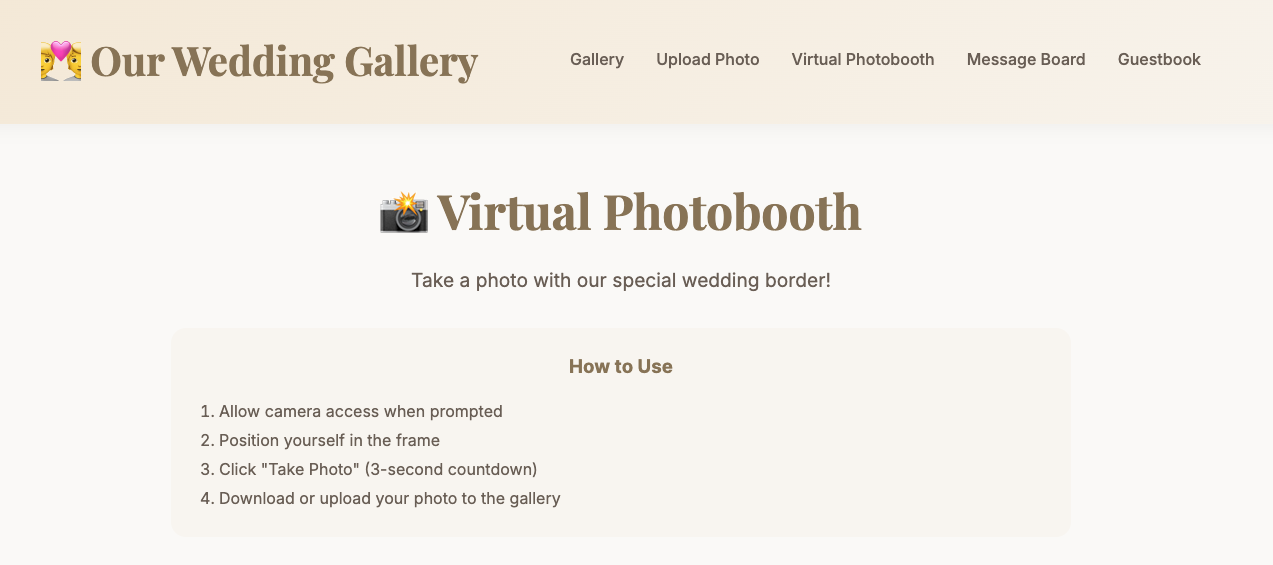 Our Wedding Gallery
Gallery
Upload Photo
Virtual Photobooth
Message Board
Guestbook
Virtual Photobooth
Take a photo with our special wedding border!
How to Use
1. Allow camera access when prompted
2. Position yourself in the frame
3. Click "Take Photo" (3-second countdown)
4. Download or upload your photo to the gallery